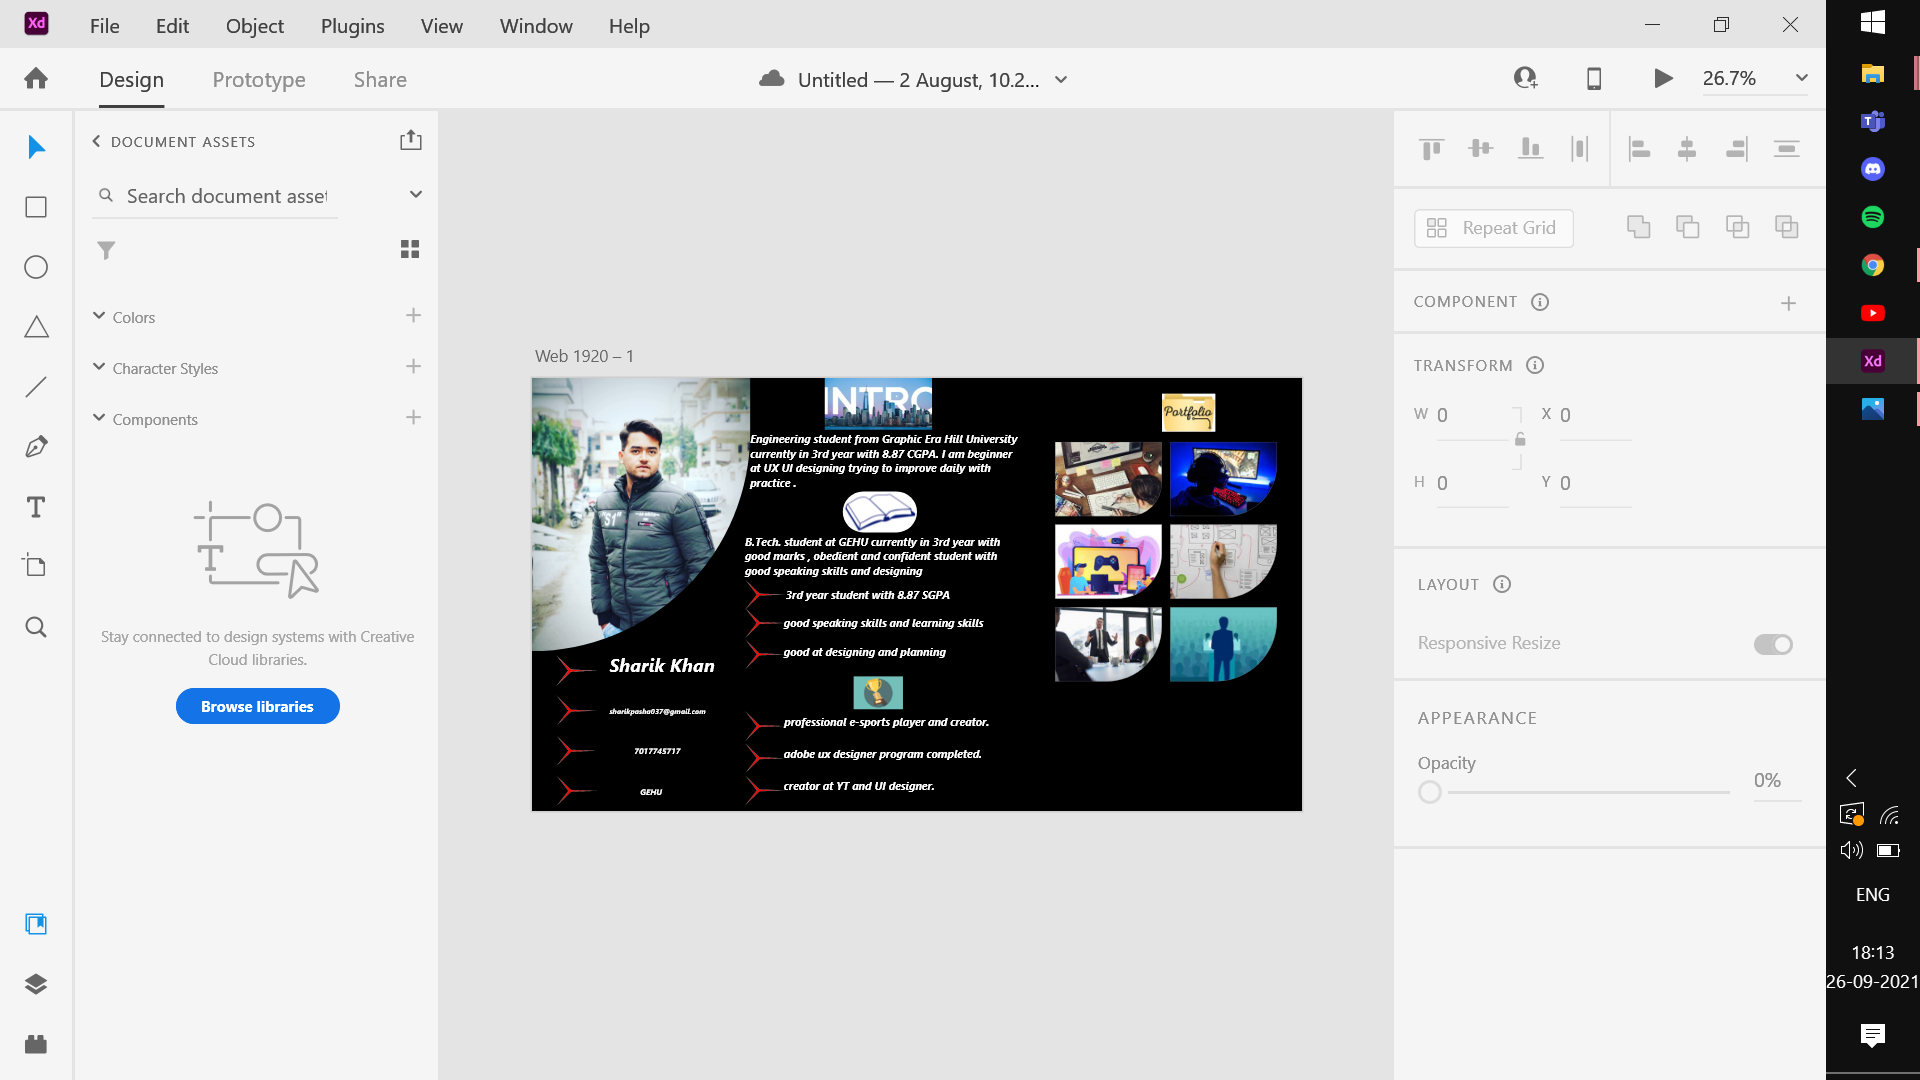 Xd File Edit Object Plugins View Window Help
Design Prototype Share
Untitled — 2 August, 10.2...
26.7%
DOCUMENT ASSETS
Search document asset
Colors
Character Styles
Components
T
Stay connected to design systems with Creative
Cloud libraries.
Browse libraries
Web 1920 – 1
INTRO
Engineering student from Graphic Era Hill University
currently in 3rd year with 8.87 CGPA. I am beginner
at UX UI designing trying to improve daily with
practice .
B.Tech. student at GEHU currently in 3rd year with
good marks , obedient and confident student with
good speaking skills and designing
3rd year student with 8.87 SGPA
good speaking skills and learning skills
good at designing and planning
professional e-sports player and creator.
adobe ux designer program completed.
creator at YT and UI designer.
Sharik Khan
sharikpasha037@gmail.com
7017745717
GEHU
Portfolio
Repeat Grid
COMPONENT
TRANSFORM
W 0 X 0
H 0 Y 0
LAYOUT
Responsive Resize
APPEARANCE
Opacity
0%
Xd
ENG
18:13
26-09-2021